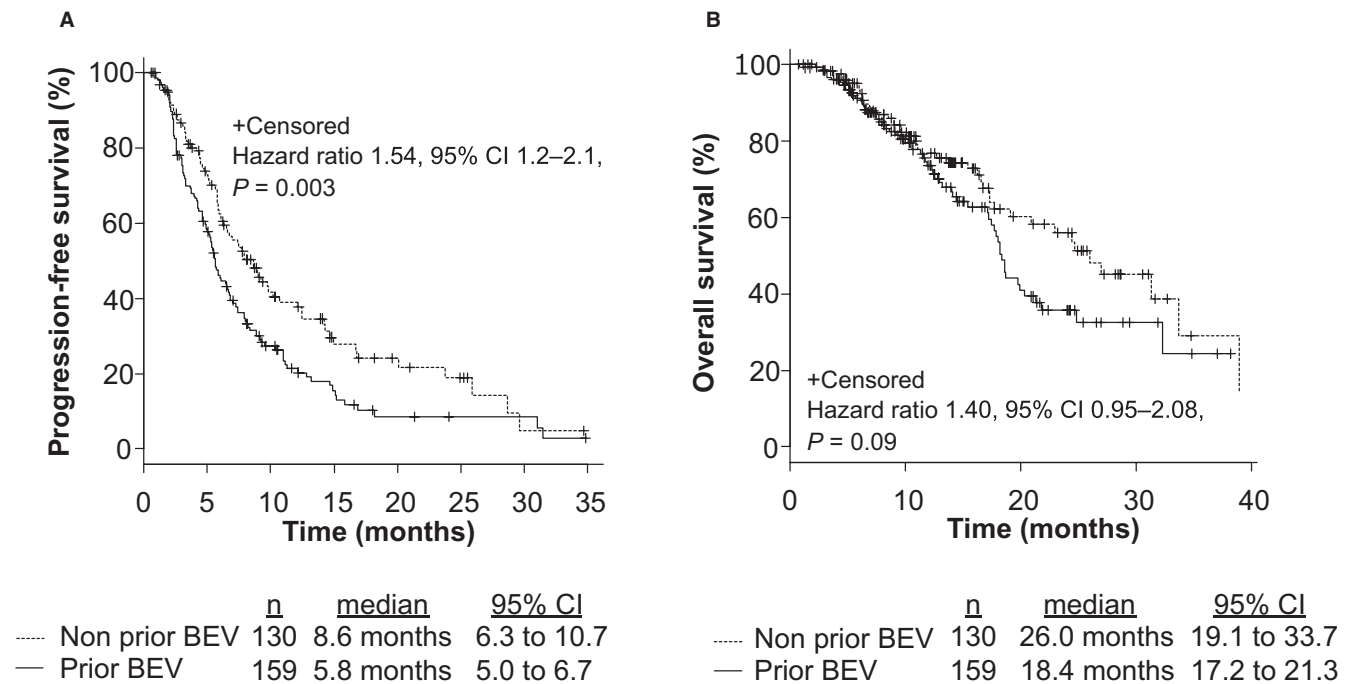 A
Progression-free survival (%)
100
80
60
40
20
0
+Censored
Hazard ratio 1.54, 95% CI 1.2–2.1,
P = 0.003
0 5 10 15 20 25 30 35
Time (months)
n median 95% CI
Non prior BEV 130 8.6 months 6.3 to 10.7
Prior BEV 159 5.8 months 5.0 to 6.7
B
Overall survival (%)
100
80
60
40
20
0
+Censored
Hazard ratio 1.40, 95% CI 0.95–2.08,
P = 0.09
0 10 20 30 40
Time (months)
n median 95% CI
Non prior BEV 130 26.0 months 19.1 to 33.7
Prior BEV 159 18.4 months 17.2 to 21.3